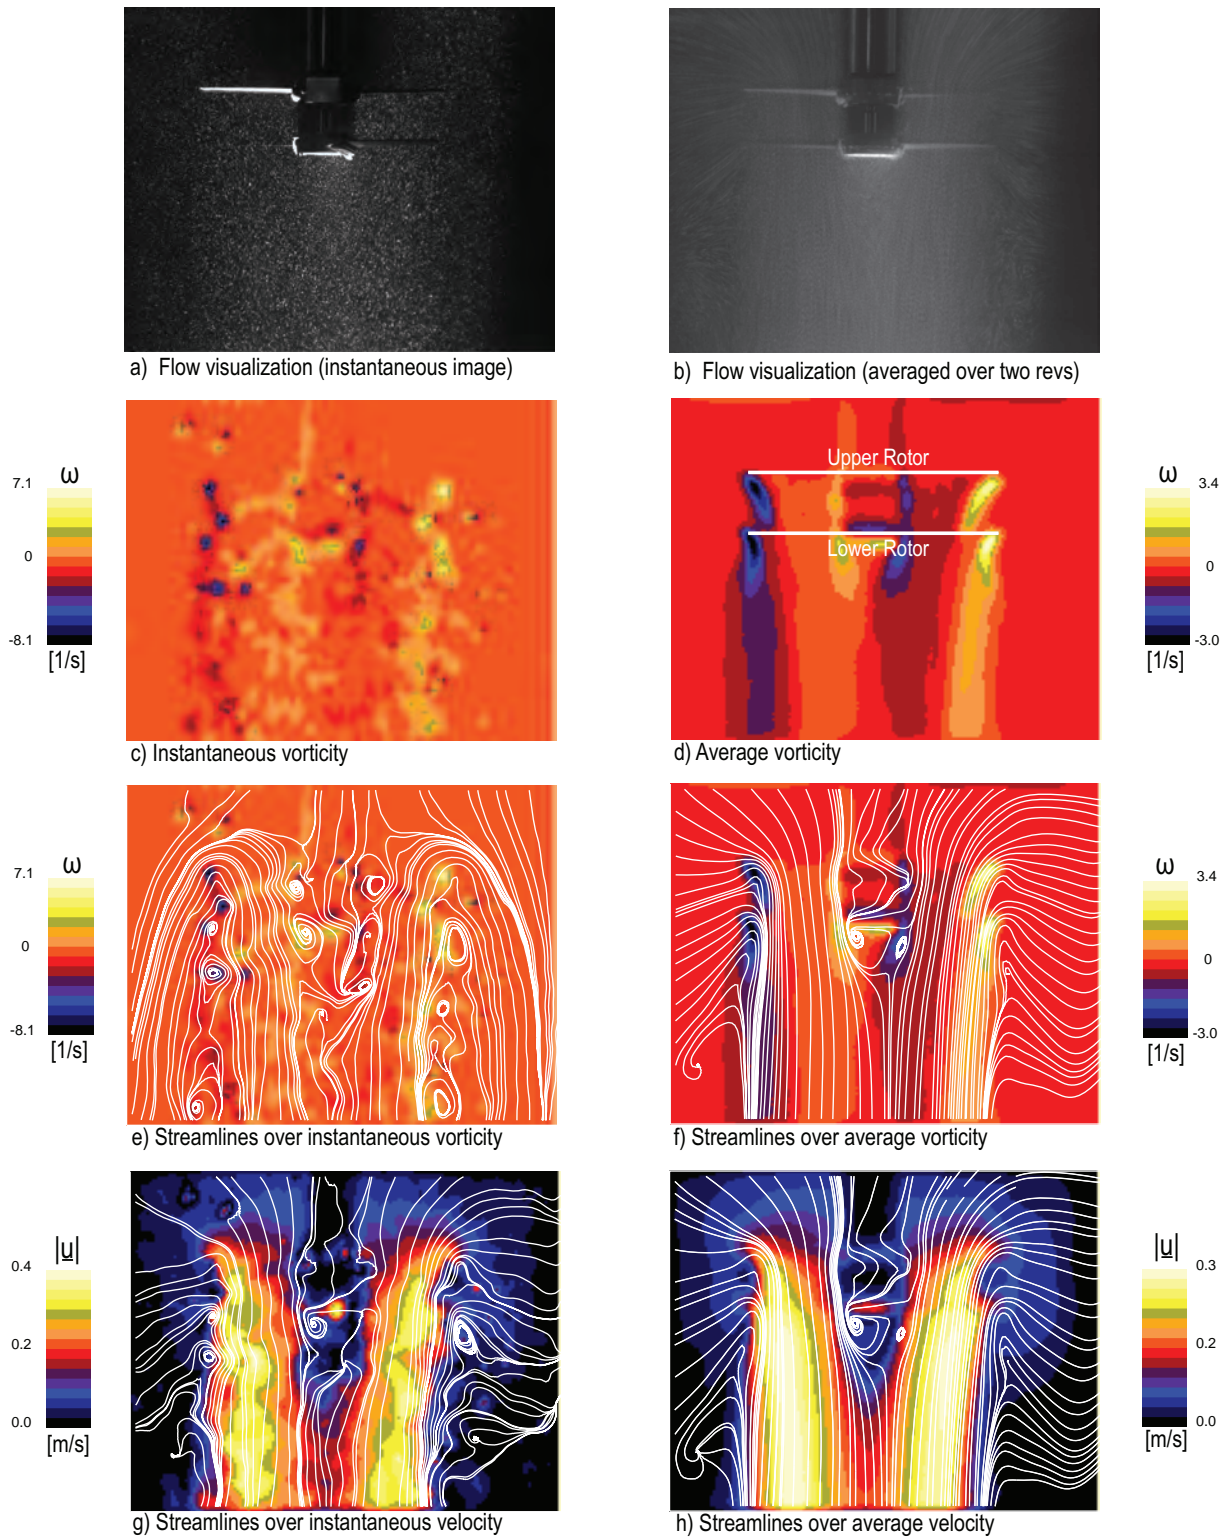 a)  Flow visualization (instantaneous image)
b)  Flow visualization (averaged over two revs)
ω
7.1
0
-8.1
[1/s]
c) Instantaneous vorticity
Upper Rotor
Lower Rotor
d) Average vorticity
ω
3.4
0
-3.0
[1/s]
ω
7.1
0
-8.1
[1/s]
e) Streamlines over instantaneous vorticity
f) Streamlines over average vorticity
ω
3.4
0
-3.0
[1/s]
|u|
0.4
0.2
0.0
[m/s]
g) Streamlines over instantaneous velocity
h) Streamlines over average velocity
|u|
0.3
0.2
0.0
[m/s]